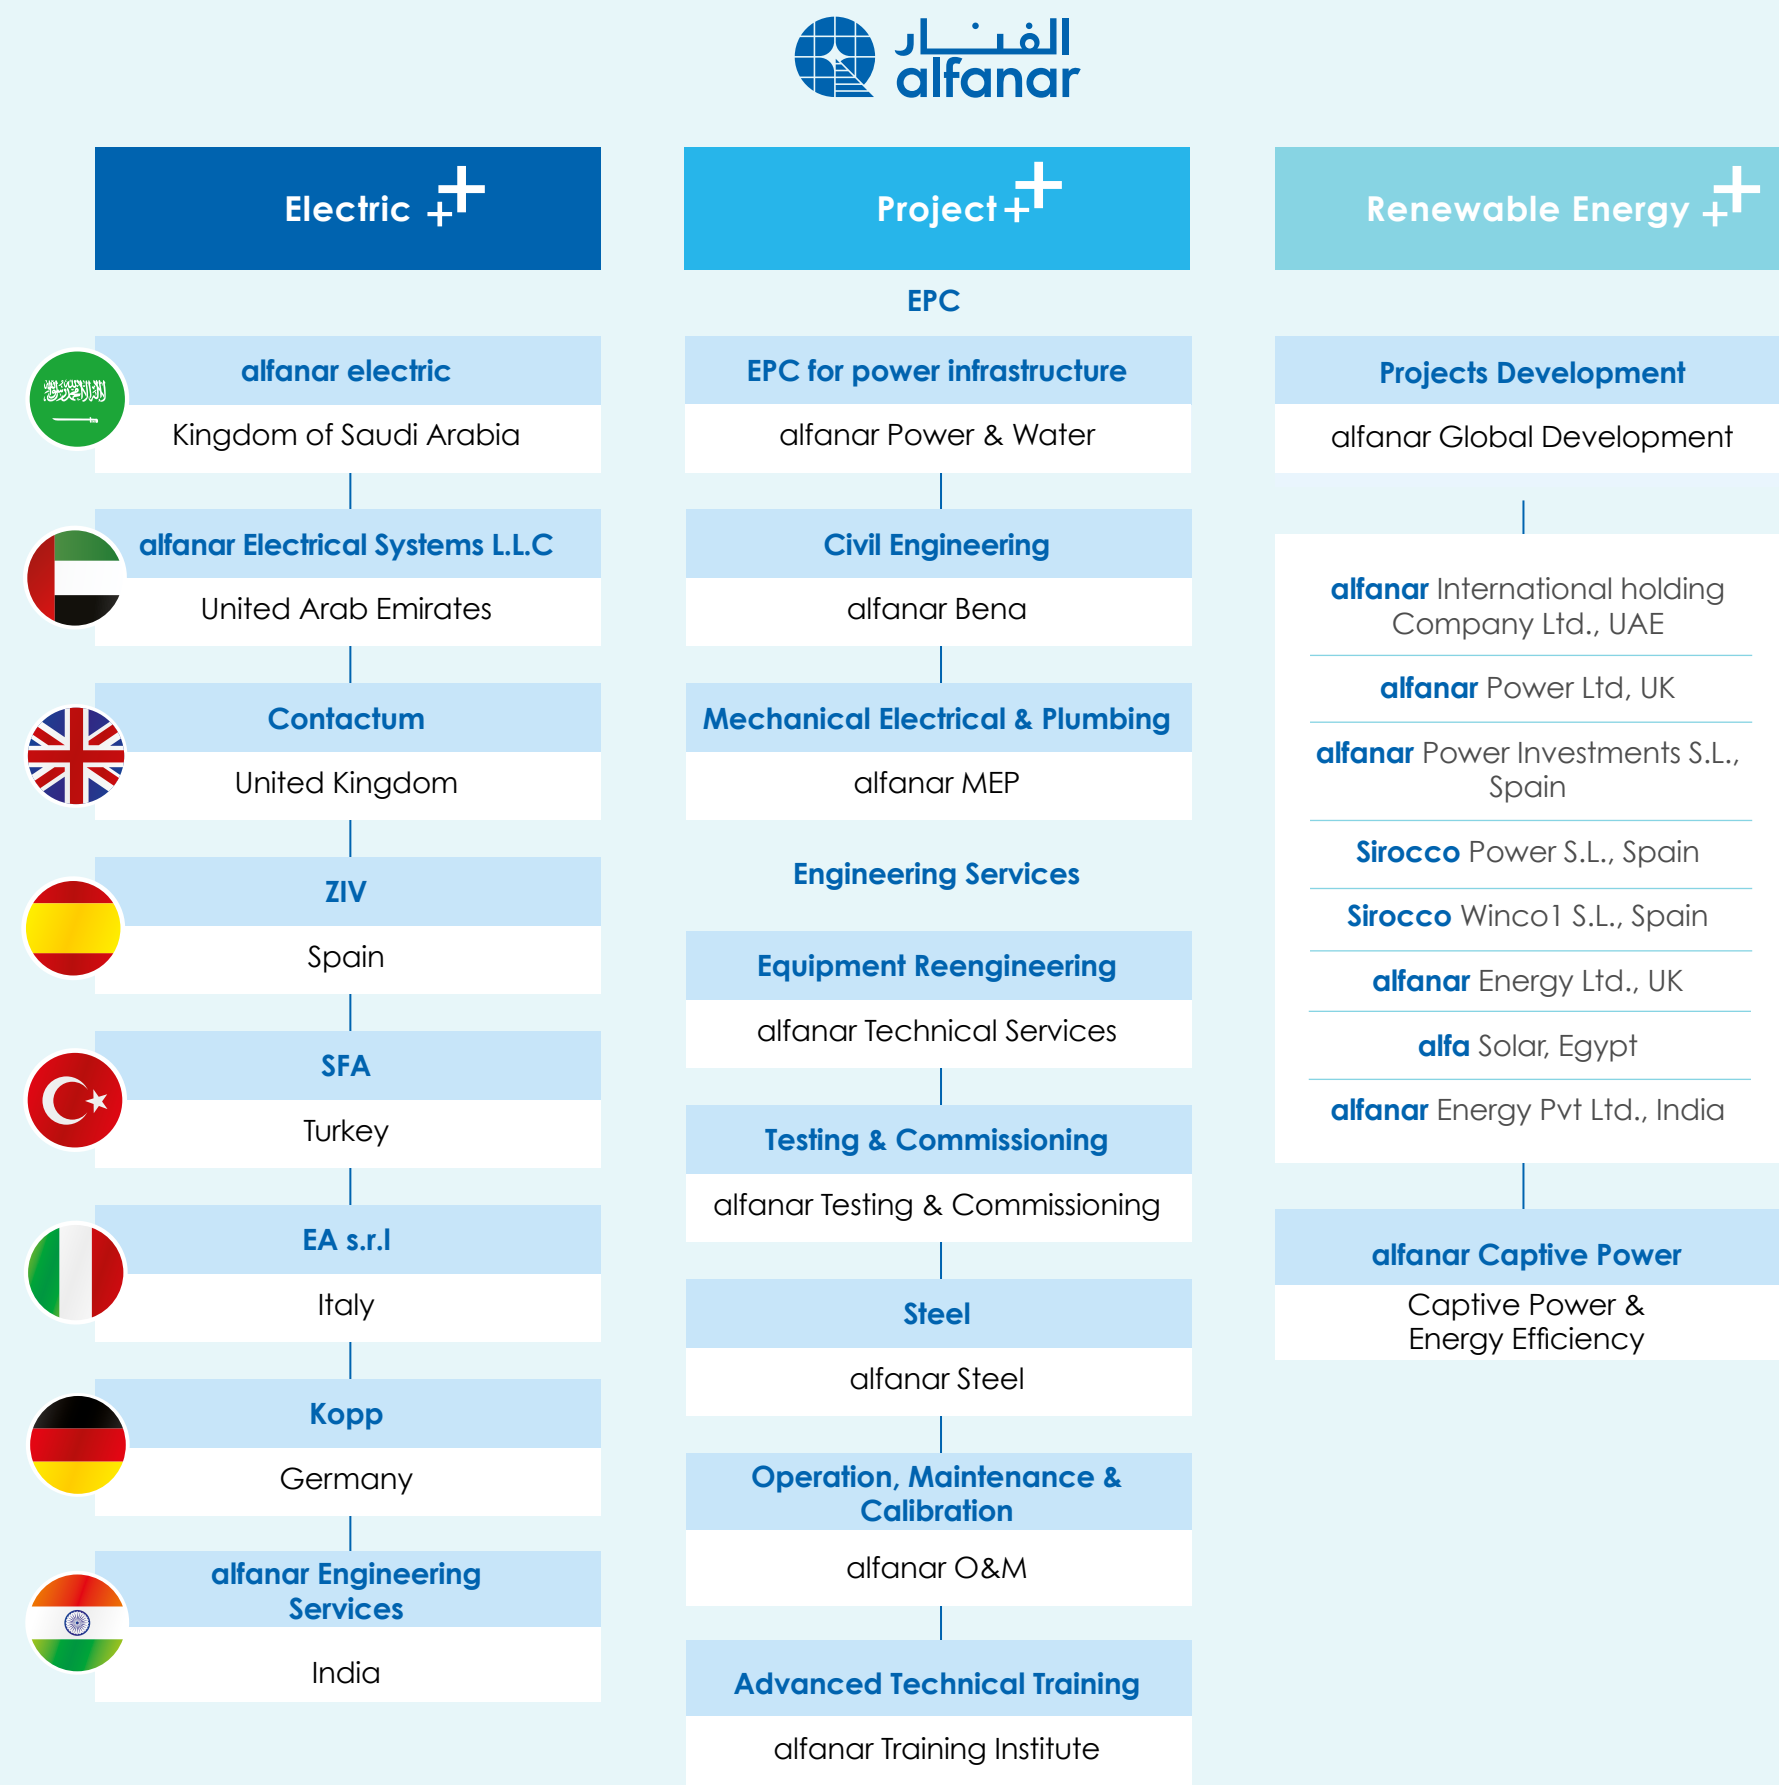 الفنار
alfanar
Electric ++
EPC
alfanar electric
Kingdom of Saudi Arabia
alfanar Electrical Systems L.L.C
United Arab Emirates
Contactum
United Kingdom
ZIV
Spain
SFA
Turkey
EA s.r.l
Italy
Kopp
Germany
alfanar Engineering
Services
India
Project ++
EPC for power infrastructure
alfanar Power & Water
Civil Engineering
alfanar Bena
Mechanical Electrical & Plumbing
alfanar MEP
Engineering Services
Equipment Reengineering
alfanar Technical Services
Testing & Commissioning
alfanar Testing & Commissioning
Steel
alfanar Steel
Operation, Maintenance &
Calibration
alfanar O&M
Advanced Technical Training
alfanar Training Institute
Renewable Energy ++
Projects Development
alfanar Global Development
alfanar International holding
Company Ltd., UAE
alfanar Power Ltd, UK
alfanar Power Investments S.L.,
Spain
Sirocco Power S.L., Spain
Sirocco Winco1 S.L., Spain
alfanar Energy Ltd., UK
alfa Solar, Egypt
alfanar Energy Pvt Ltd., India
alfanar Captive Power
Captive Power &
Energy Efficiency